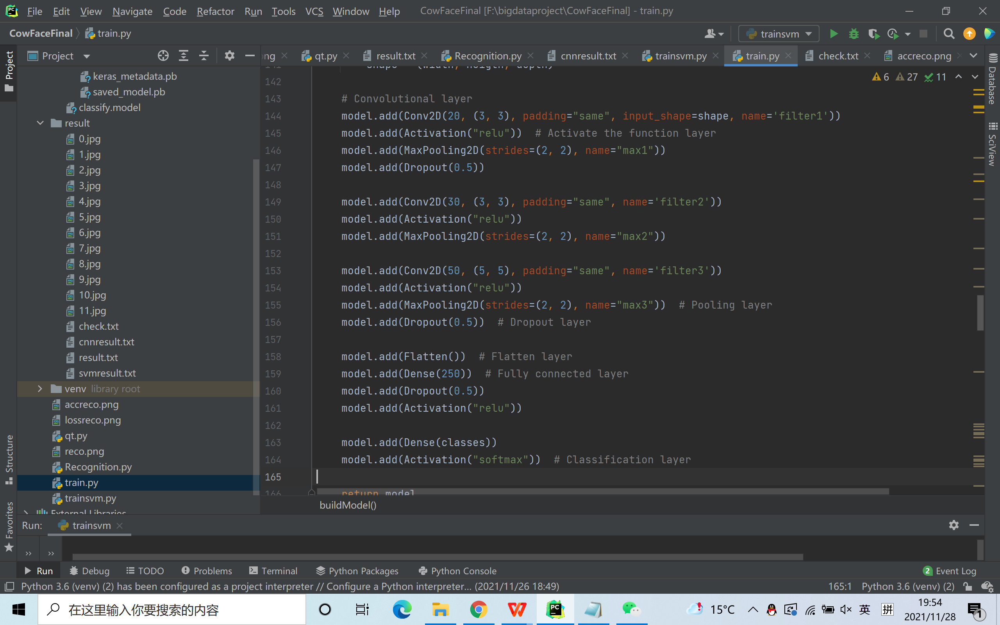 PC File Edit View Navigate Code Refactor Run Tools VCS Window Help CowFaceFinal [F:\bigdataproject\CowFaceFinal] - train.py
CowFaceFinal train.py trainsvm
Project
ng qt.py result.txt Recognition.py cnnresult.txt trainsvm.py train.py check.txt accreco.png
6 27 11
Project
Structure
Favorites
Database
SciView
keras_metadata.pb
saved_model.pb
classify.model
result
0.jpg
1.jpg
2.jpg
3.jpg
4.jpg
5.jpg
6.jpg
7.jpg
8.jpg
9.jpg
10.jpg
11.jpg
check.txt
cnnresult.txt
result.txt
svmresult.txt
venv library root
accreco.png
lossreco.png
qt.py
reco.png
Recognition.py
train.py
trainsvm.py
External Libraries
141 shape = (width, heigth, depth)
142
143 # Convolutional layer
144 model.add(Conv2D(20, (3, 3), padding="same", input_shape=shape, name='filter1'))
145 model.add(Activation("relu")) # Activate the function layer
146 model.add(MaxPooling2D(strides=(2, 2), name="max1"))
147 model.add(Dropout(0.5))
148
149 model.add(Conv2D(30, (3, 3), padding="same", name='filter2'))
150 model.add(Activation("relu"))
151 model.add(MaxPooling2D(strides=(2, 2), name="max2"))
152
153 model.add(Conv2D(50, (5, 5), padding="same", name='filter3'))
154 model.add(Activation("relu"))
155 model.add(MaxPooling2D(strides=(2, 2), name="max3")) # Pooling layer
156 model.add(Dropout(0.5)) # Dropout layer
157
158 model.add(Flatten()) # Flatten layer
159 model.add(Dense(250)) # Fully connected layer
160 model.add(Dropout(0.5))
161 model.add(Activation("relu"))
162
163 model.add(Dense(classes))
164 model.add(Activation("softmax")) # Classification layer
165
166 return model
buildModel()
Run: trainsvm
Run Debug TODO Problems Terminal Python Packages Python Console 2 Event Log
Python 3.6 (venv) (2) has been configured as a project interpreter // Configure a Python interpreter... (2021/11/26 18:49) 165:1 Python 3.6 (venv) (2)
在这里输入你要搜索的内容 PC 15°C 英 拼 19:54
2021/11/28 1